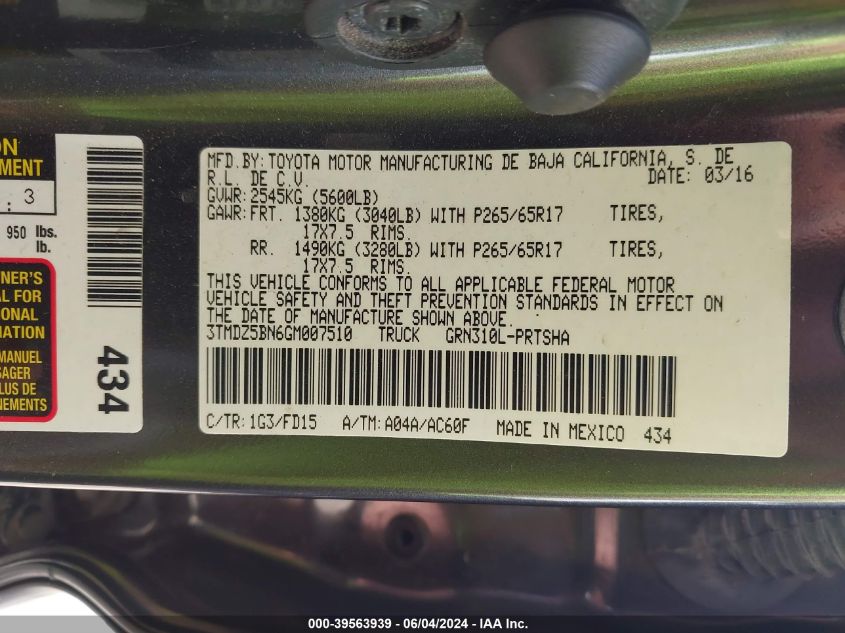 ON
EMENT
: 3
950 lbs.
lb.
NER'S
AL FOR
ONAL
MATION
MANUEL
SAGER
LUS DE
GNEMENTS
434
MFD.BY:TOYOTA MOTOR MANUFACTURING DE BAJA CALIFORNIA, S. DE
R.L. DE C.V. DATE: 03/16
GVWR:2545KG (5600LB)
GAWR:FRT. 1380KG (3040LB) WITH P265/65R17 TIRES,
17X7.5 RIMS.
RR. 1490KG (3280LB) WITH P265/65R17 TIRES,
17X7.5 RIMS.
THIS VEHICLE CONFORMS TO ALL APPLICABLE FEDERAL MOTOR
VEHICLE SAFETY AND THEFT PREVENTION STANDARDS IN EFFECT ON
THE DATE OF MANUFACTURE SHOWN ABOVE.
3TMDZ5BN6GM007510 TRUCK GRN310L-PRTSHA
C/TR:1G3/FD15 A/TM:A04A/AC60F MADE IN MEXICO 434
000-39563939 - 06/04/2024 - IAA Inc.